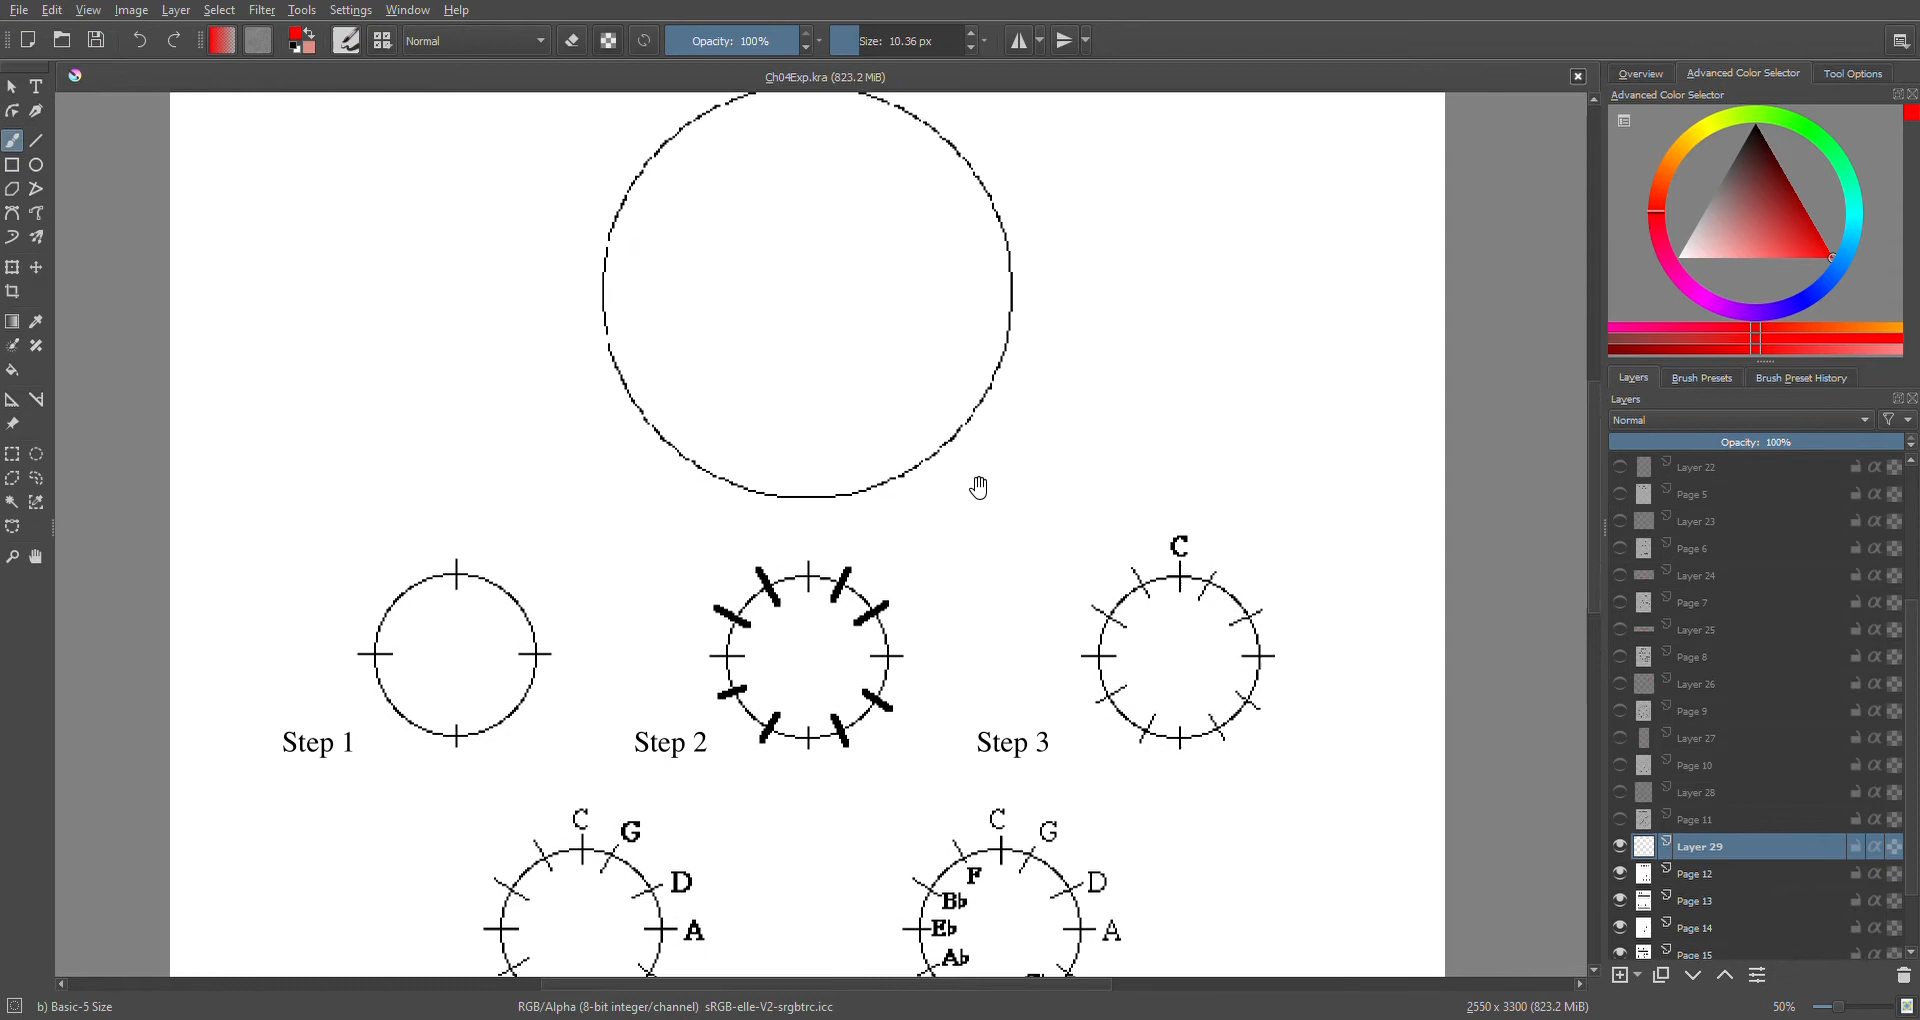 File Edit View Image Layer Select Filter Tools Settings Window Help
Normal Opacity: 100% Size: 10.36 px
Ch04Exp.kra (823.2 MiB)
Overview Advanced Color Selector Tool Options
Advanced Color Selector
Layers Brush Presets Brush Preset History
Layers
Normal
Opacity: 100%
Layer 22
Page 5
Layer 23
Page 6
Layer 24
Page 7
Layer 25
Page 8
Layer 26
Page 9
Layer 27
Page 10
Layer 28
Page 11
Layer 29
Page 12
Page 13
Page 14
Page 15
C
Step 1 Step 2 Step 3
C G D A
C G D A
F
B♭
E♭
A♭
b) Basic-5 Size
RGB/Alpha (8-bit integer/channel) sRGB-elle-V2-srgbtrc.icc
2550 x 3300 (823.2 MiB)
50%